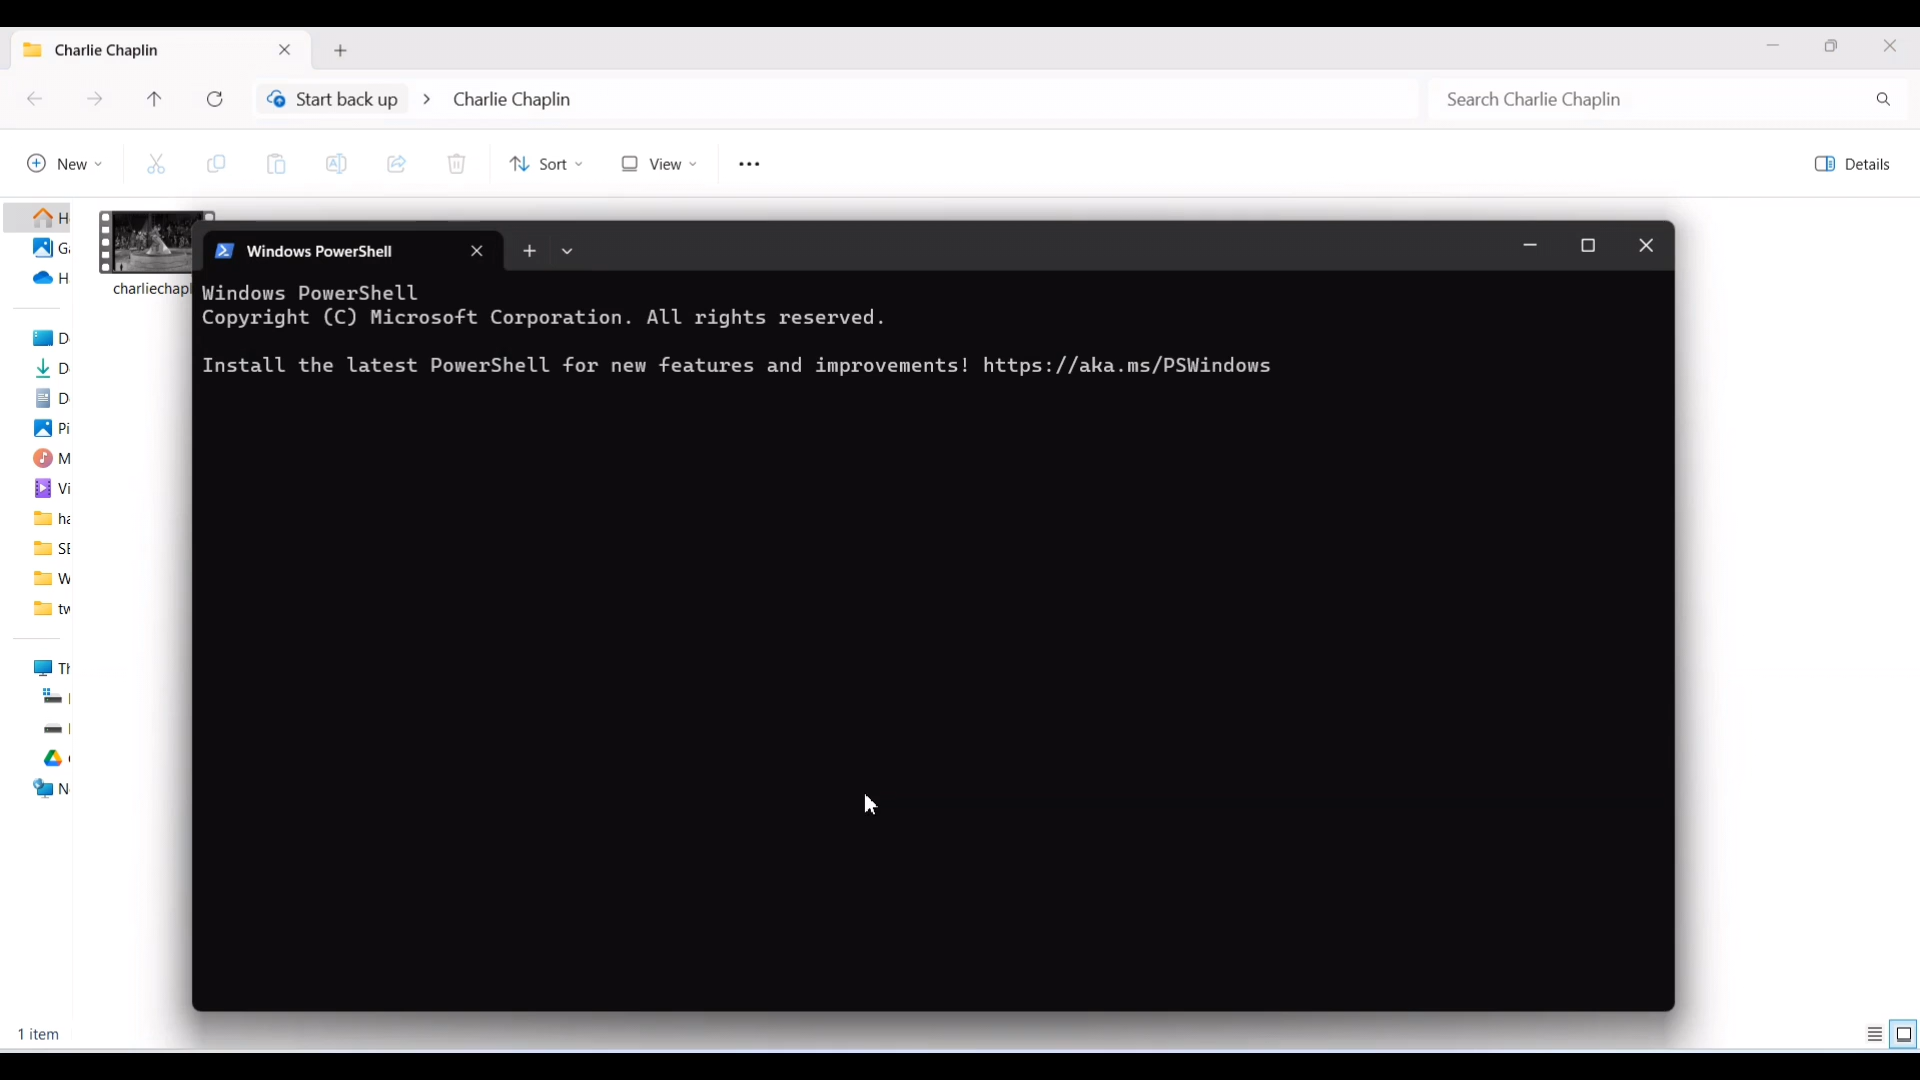 Charlie Chaplin
Start back up > Charlie Chaplin
Search Charlie Chaplin
New
Sort
View
Details
Windows PowerShell
Windows PowerShell
Copyright (C) Microsoft Corporation. All rights reserved.
Install the latest PowerShell for new features and improvements! https://aka.ms/PSWindows
1 item